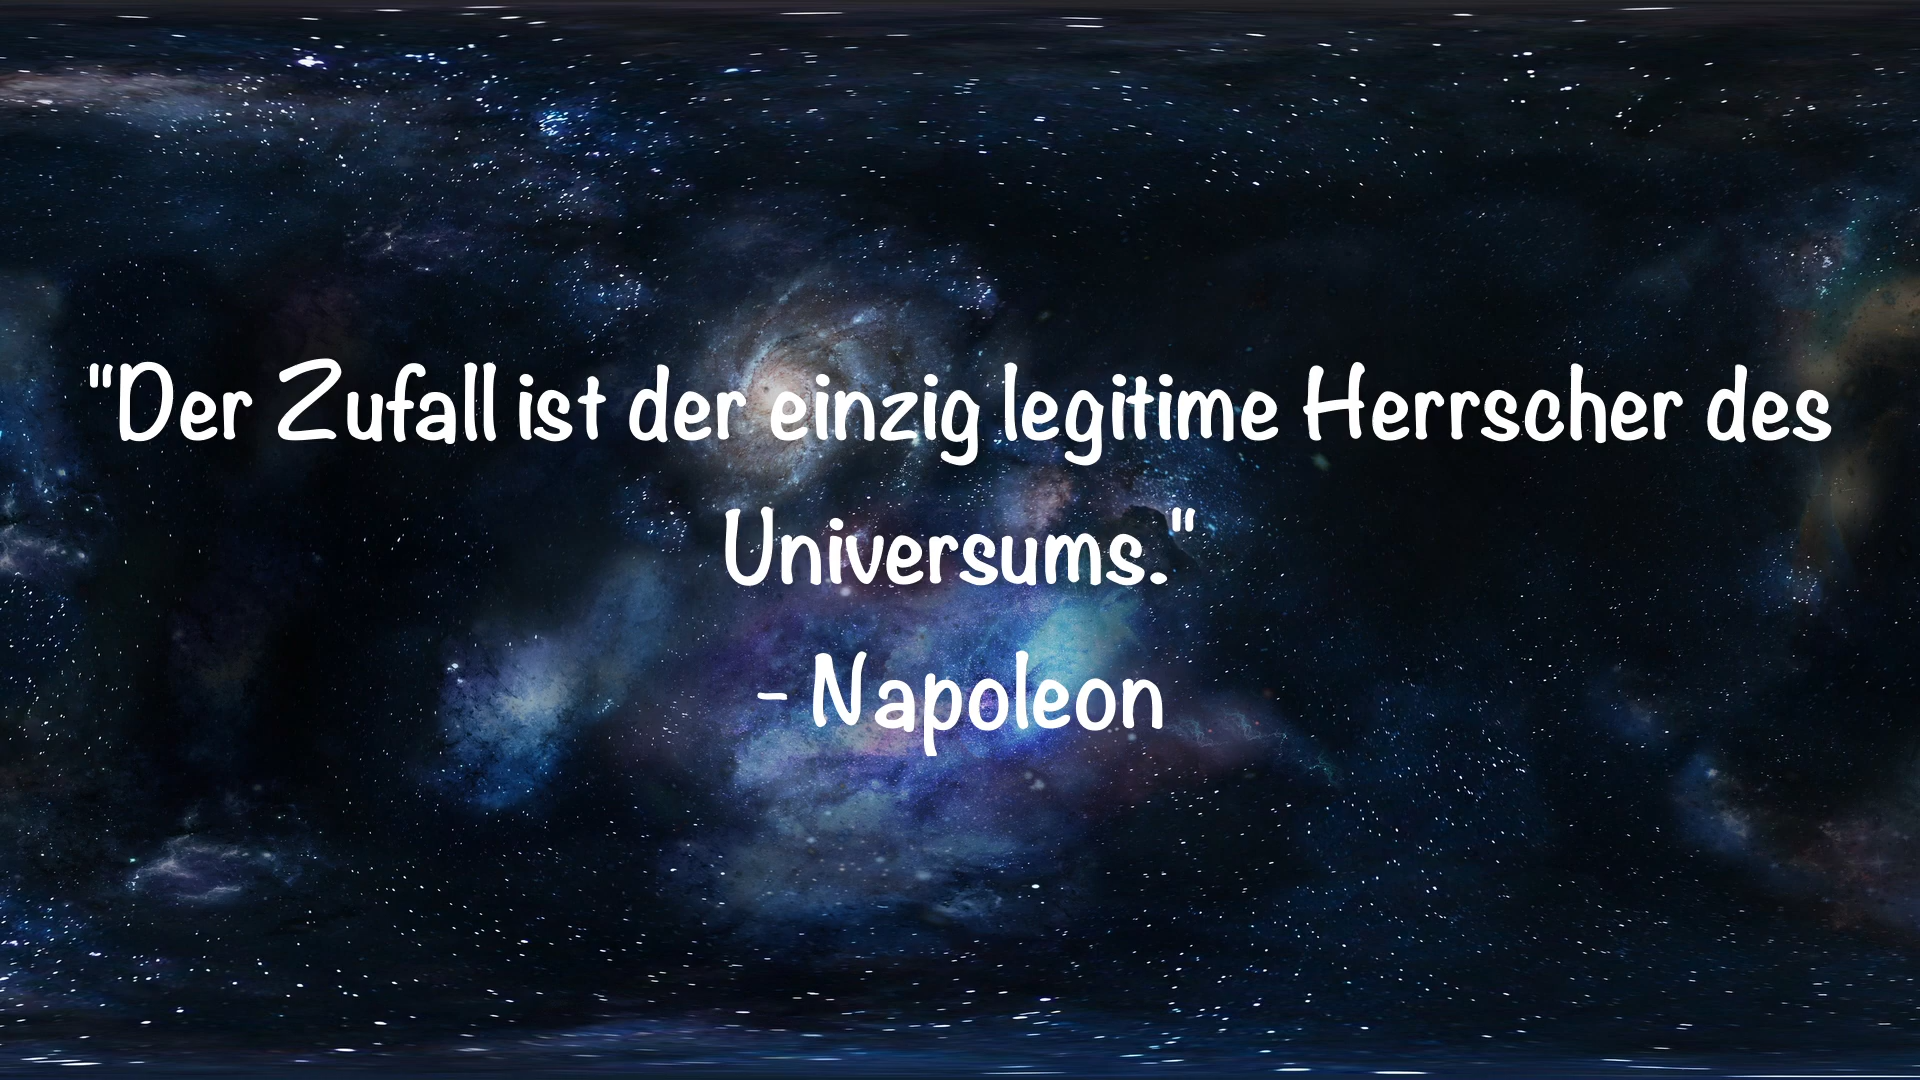 "Der Zufall ist der einzig legitime Herrscher des
Universums."
- Napoleon